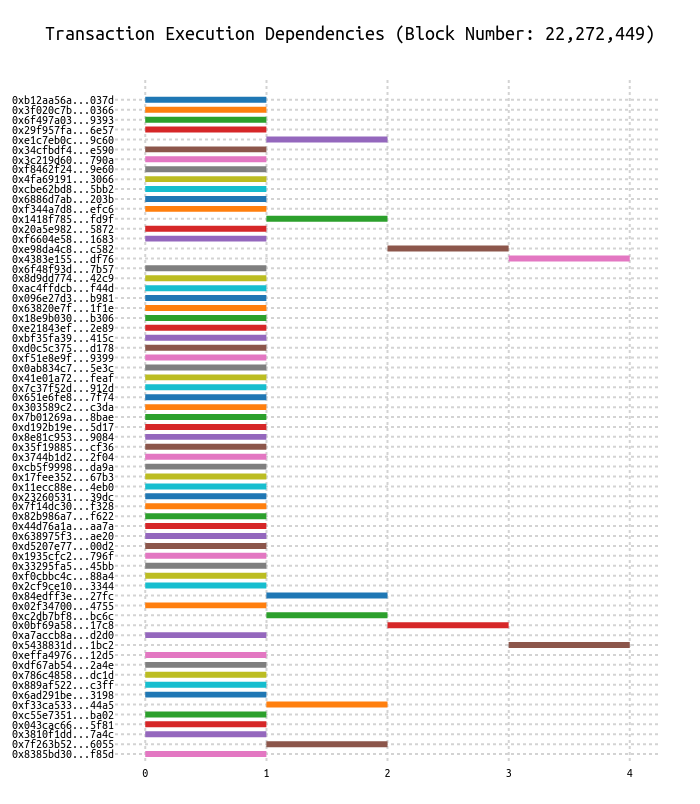 Transaction Execution Dependencies (Block Number: 22,272,449)
0xb12aa56a...037d
0x3f020c7b...0366
0x6f497a03...9393
0x29f957fa...6e57
0xe1c7eb0c...9c60
0x34cfbdf4...e590
0x3c219d60...790a
0xf8462f24...9e60
0x4fa69191...3066
0xcbe62bd8...5bb2
0x6886d7ab...203b
0xf344a7d8...efc6
0x1418f785...fd9f
0x20a5e982...5872
0xf6604e58...1683
0xe98da4c8...c582
0x4383e155...df76
0x6f48f93d...7b57
0x8d9dd774...42c9
0xac4ffdcb...f44d
0x096e27d3...b981
0x63820e7f...1f1e
0x18e9b030...b306
0xe21843ef...2e89
0xbf35fa39...415c
0xd0c5c375...d178
0xf51e8e9f...9399
0x0ab834c7...5e3c
0x41e01a72...feaf
0x7c37f52d...912d
0x651e6fe8...7f74
0x303589c2...c3da
0x7b01269a...8bae
0xd192b19e...5d17
0x8e81c953...9084
0x35f19885...cf36
0x3744b1d2...2f04
0xcb5f9998...da9a
0x17fee352...67b3
0x11ecc88e...4eb0
0x23260531...39dc
0x7f14dc30...f328
0x82b986a7...f622
0x44d76a1a...aa7a
0x638975f3...ae20
0xd5207e77...00d2
0x1935cfc2...796f
0x33295fa5...45bb
0xf0cbbc4c...88a4
0x2cf9ce10...3344
0x84edff3e...27fc
0x02f34700...4755
0xc2db7bf8...bc6c
0x0bf69a58...17c8
0xa7accb8a...d2d0
0x5438831d...1bc2
0xeffa4976...12d5
0xdf67ab54...2a4e
0x786c4858...dc1d
0x889af522...c3ff
0x6ad291be...3198
0xf33ca533...44a5
0xc55e7351...ba02
0x043cac66...5f81
0x3810f1dd...7a4c
0x7f263b52...6055
0x8385bd30...f85d
0 1 2 3 4